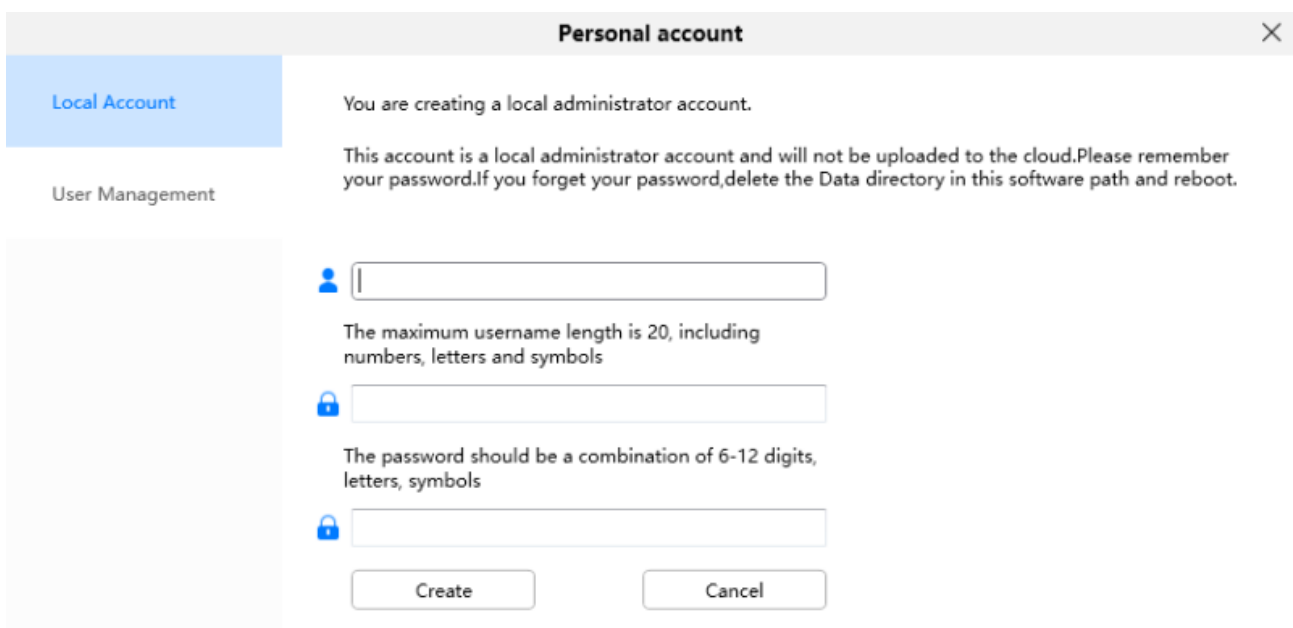 Personal account
Local Account
You are creating a local administrator account.
This account is a local administrator account and will not be uploaded to the cloud.Please remember
your password.If you forget your password,delete the Data directory in this software path and reboot.
User Management
The maximum username length is 20, including
numbers, letters and symbols
The password should be a combination of 6-12 digits,
letters, symbols
Create
Cancel